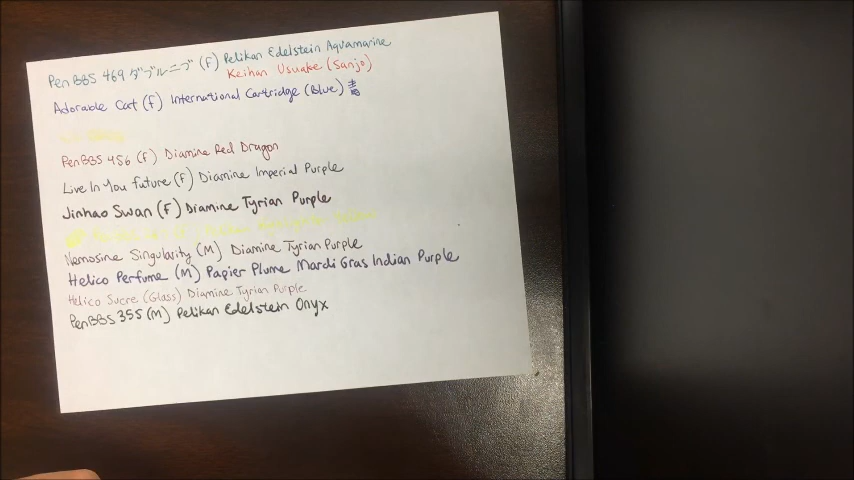 PenBBS 469 ダブルニブ (F) Pelikan Edelstein Aquamarine
Keihan Usuake (Sanjo)
Adorable Cat (F) International Cartridge (Blue) 青
PenBBS 456 (F) Diamine Red Dragon
Live In You future (F) Diamine Imperial Purple
Jinhao Swan (F) Diamine Tyrian Purple
Nemosine Singularity (M) Diamine Tyrian Purple
Helico Perfume (M) Papier Plume Mardi Gras Indian Purple
Helico Sucre (Glass) Diamine Tyrian Purple
PenBBS 355 (M) Pelikan Edelstein Onyx